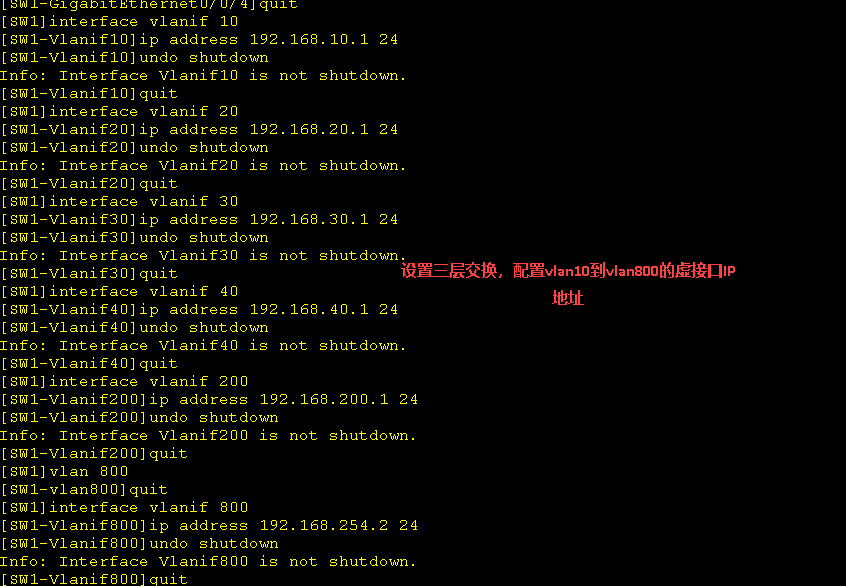 [SW1-GigabitEthernet0/0/4]quit
[SW1]interface vlanif 10
[SW1-Vlanif10]ip address 192.168.10.1 24
[SW1-Vlanif10]undo shutdown
Info: Interface Vlanif10 is not shutdown.
[SW1-Vlanif10]quit
[SW1]interface vlanif 20
[SW1-Vlanif20]ip address 192.168.20.1 24
[SW1-Vlanif20]undo shutdown
Info: Interface Vlanif20 is not shutdown.
[SW1-Vlanif20]quit
[SW1]interface vlanif 30
[SW1-Vlanif30]ip address 192.168.30.1 24
[SW1-Vlanif30]undo shutdown
Info: Interface Vlanif30 is not shutdown.
[SW1-Vlanif30]quit
[SW1]interface vlanif 40
[SW1-Vlanif40]ip address 192.168.40.1 24
[SW1-Vlanif40]undo shutdown
Info: Interface Vlanif40 is not shutdown.
[SW1-Vlanif40]quit
[SW1]interface vlanif 200
[SW1-Vlanif200]ip address 192.168.200.1 24
[SW1-Vlanif200]undo shutdown
Info: Interface Vlanif200 is not shutdown.
[SW1-Vlanif200]quit
[SW1]vlan 800
[SW1-vlan800]quit
[SW1]interface vlanif 800
[SW1-Vlanif800]ip address 192.168.254.2 24
[SW1-Vlanif800]undo shutdown
Info: Interface Vlanif800 is not shutdown.
[SW1-Vlanif800]quit
设置三层交换，配置vlan10到vlan800的虚接口IP
地址